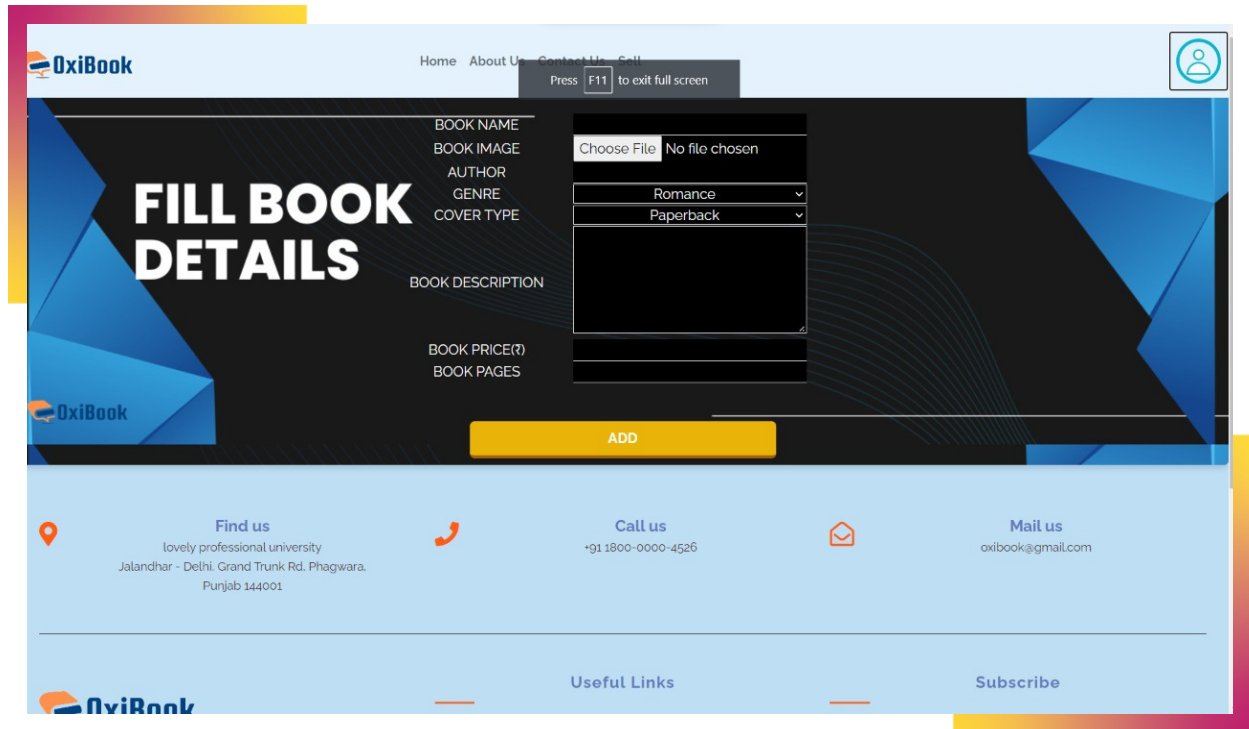 OxiBook
Home About Us Contact Us Sell
Press F11 to exit full screen
FILL BOOK
DETAILS
BOOK NAME
BOOK IMAGE Choose File No file chosen
AUTHOR
GENRE Romance
COVER TYPE Paperback
BOOK DESCRIPTION
BOOK PRICE(₹)
BOOK PAGES
OxiBook
ADD
Find us
lovely professional university
Jalandhar - Delhi, Grand Trunk Rd, Phagwara,
Punjab 144001
Call us
+91 1800-0000-4526
Mail us
oxibook@gmail.com
OxiBook
Useful Links
Subscribe